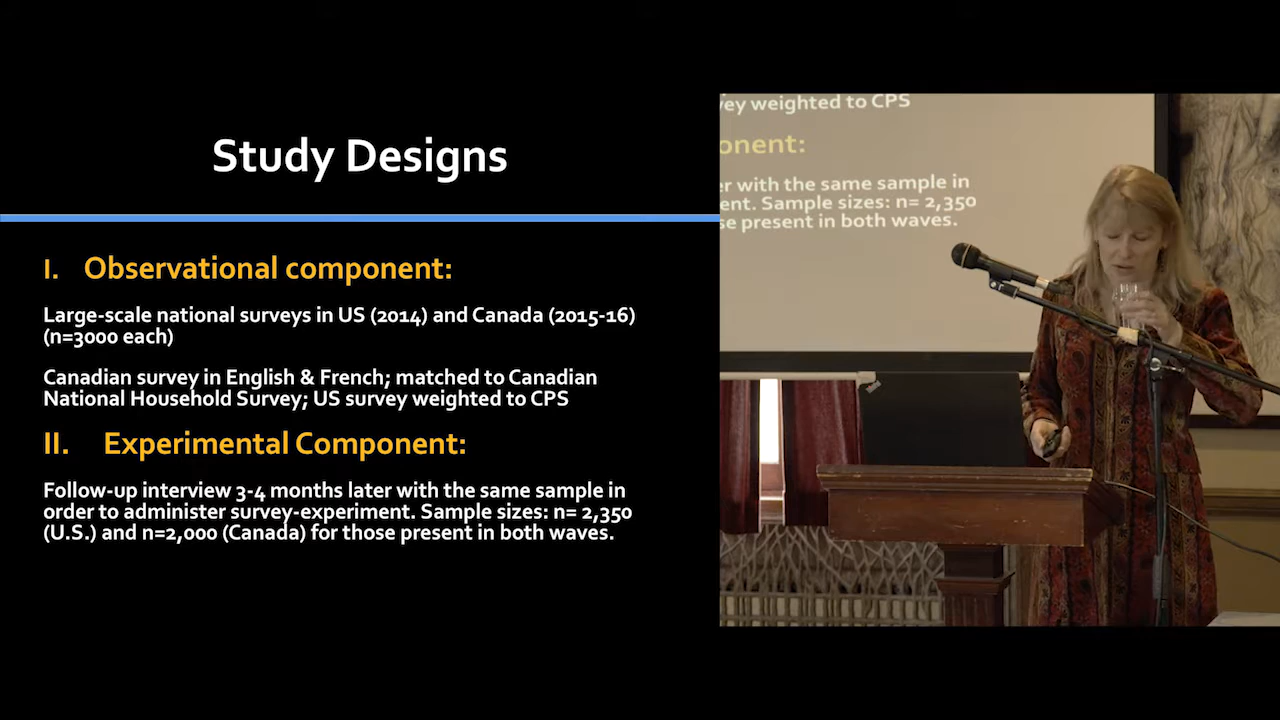 Study Designs
I. Observational component:
Large-scale national surveys in US (2014) and Canada (2015-16)
(n=3000 each)
Canadian survey in English & French; matched to Canadian
National Household Survey; US survey weighted to CPS
II. Experimental Component:
Follow-up interview 3-4 months later with the same sample in
order to administer survey-experiment. Sample sizes: n= 2,350
(U.S.) and n=2,000 (Canada) for those present in both waves.
vey weighted to CPS
onent:
er with the same sample in
ent. Sample sizes: n= 2,350
se present in both waves.